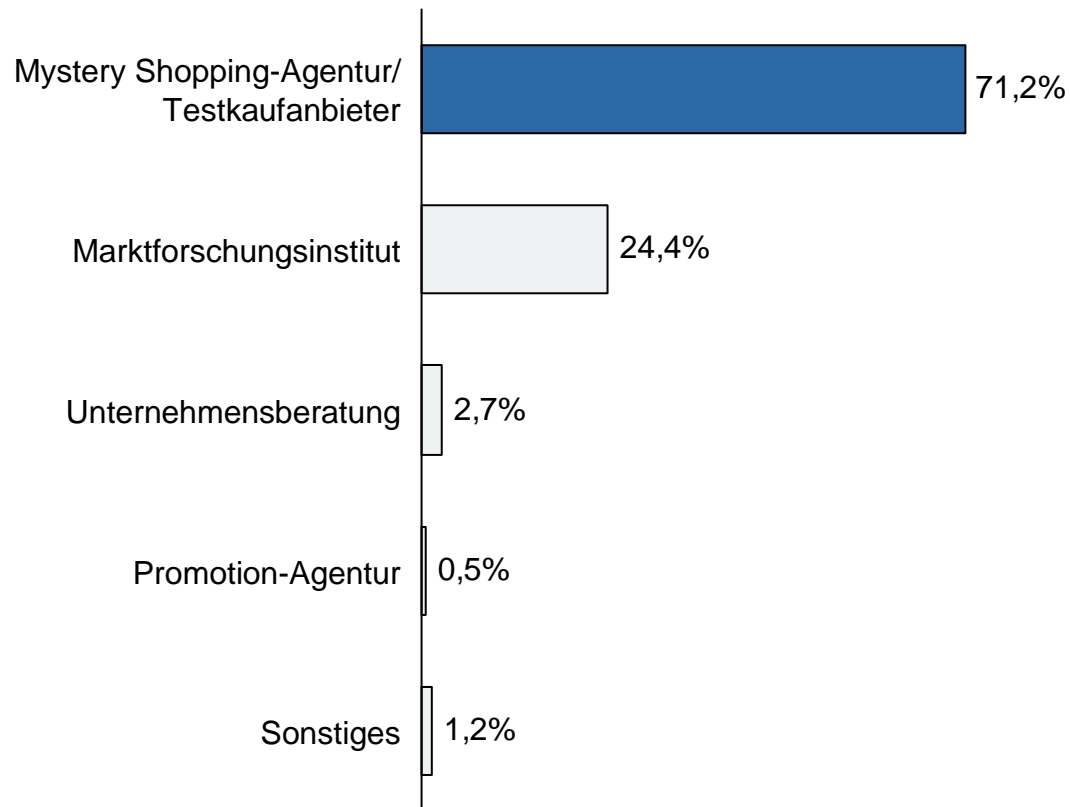 Mystery Shopping-Agentur/
Testkaufanbieter
71,2%
Marktforschungsinstitut
24,4%
Unternehmensberatung
2,7%
Promotion-Agentur
0,5%
Sonstiges
1,2%